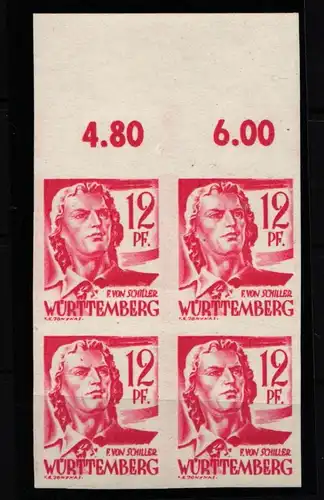 4.80 6.00
12 PF. 12 PF.
F. VON SCHILLER F. VON SCHILLER
WÜRTTEMBERG WÜRTTEMBERG
12 PF. 12 PF.
F. VON SCHILLER F. VON SCHILLER
WÜRTTEMBERG WÜRTTEMBERG